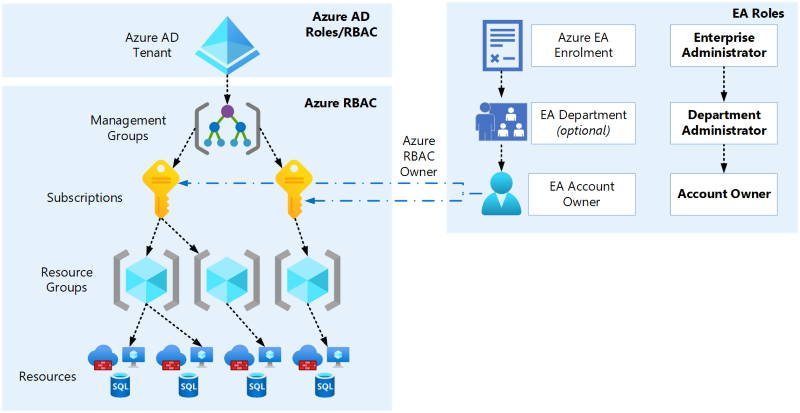 Azure AD
Roles/RBAC
Azure AD
Tenant
Azure RBAC
Management
Groups
Subscriptions
Resource
Groups
Resources
SQL
SQL
SQL
SQL
Azure
RBAC
Owner
EA Roles
Azure EA
Enrolment
Enterprise
Administrator
EA Department
(optional)
Department
Administrator
EA Account
Owner
Account Owner